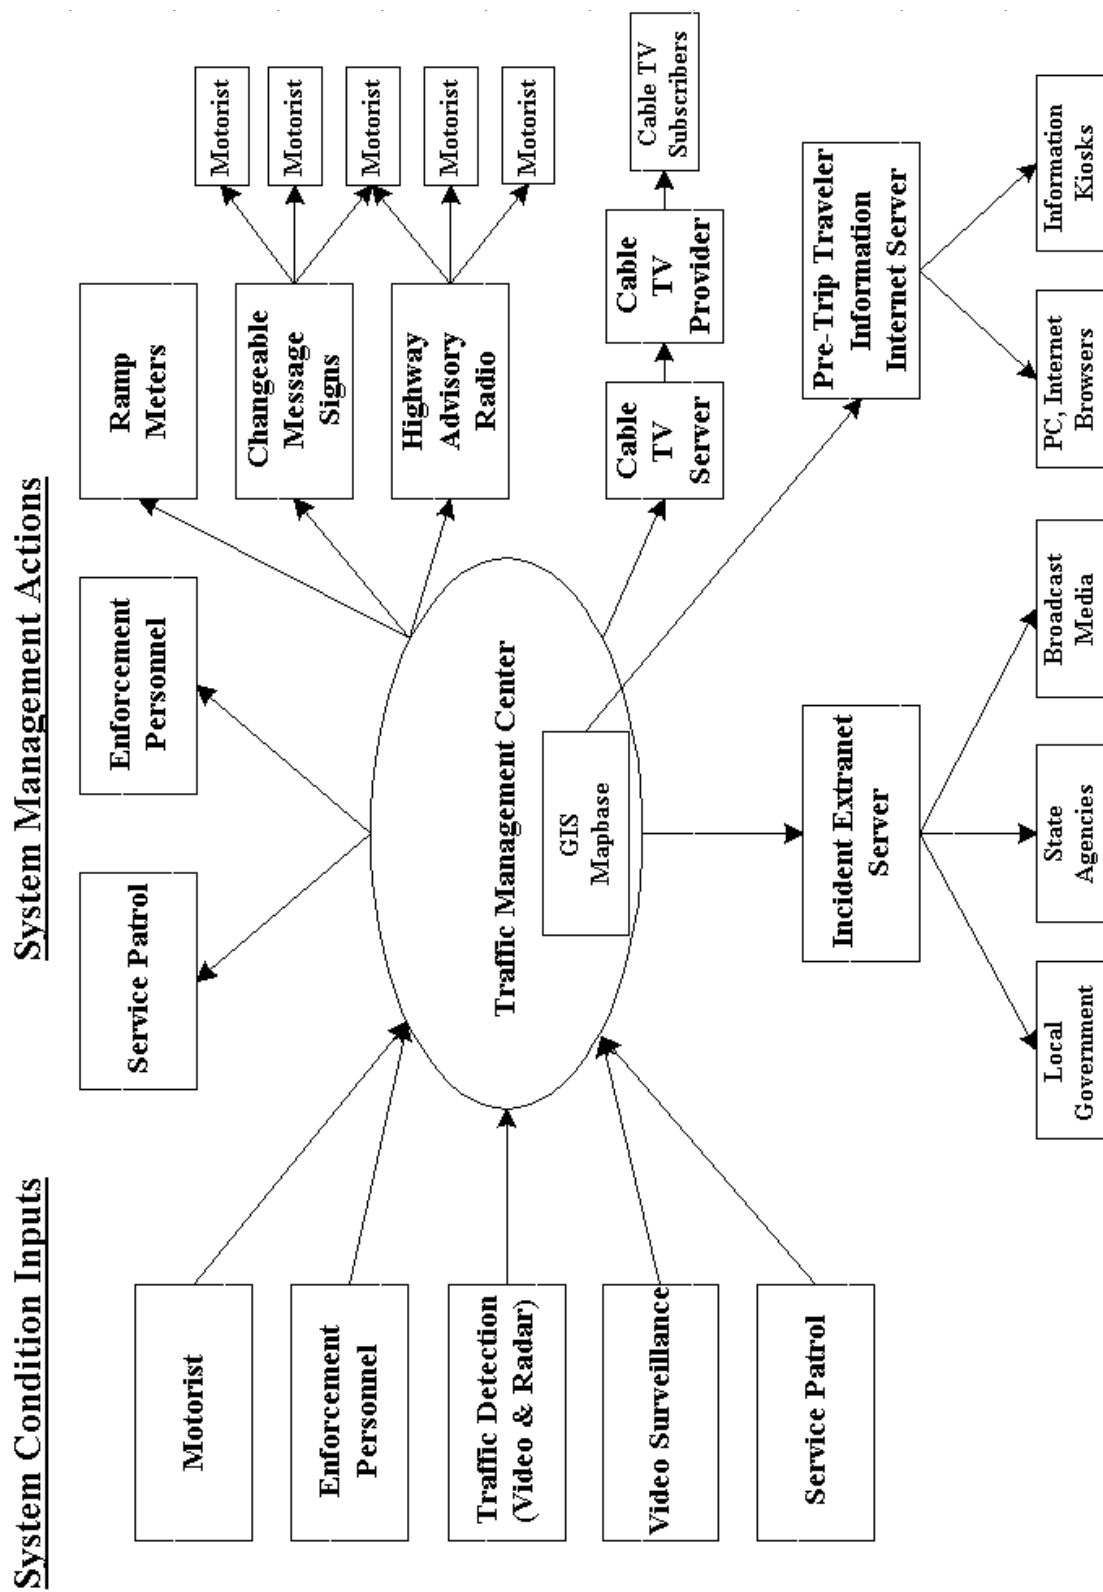 System Condition Inputs
System Management Actions
Motorist
Enforcement
Personnel
Traffic Detection
(Video & Radar)
Video Surveillance
Service Patrol
Service Patrol
Enforcement
Personnel
Ramp
Meters
Changeable
Message
Signs
Highway
Advisory
Radio
Motorist
Motorist
Motorist
Motorist
Motorist
Traffic Management Center
GIS
Mapbase
Cable
TV
Server
Cable
TV
Provider
Cable TV
Subscribers
Incident Extranet
Server
Pre-Trip Traveler
Information
Internet Server
Local
Government
State
Agencies
Broadcast
Media
PC, Internet
Browsers
Information
Kiosks